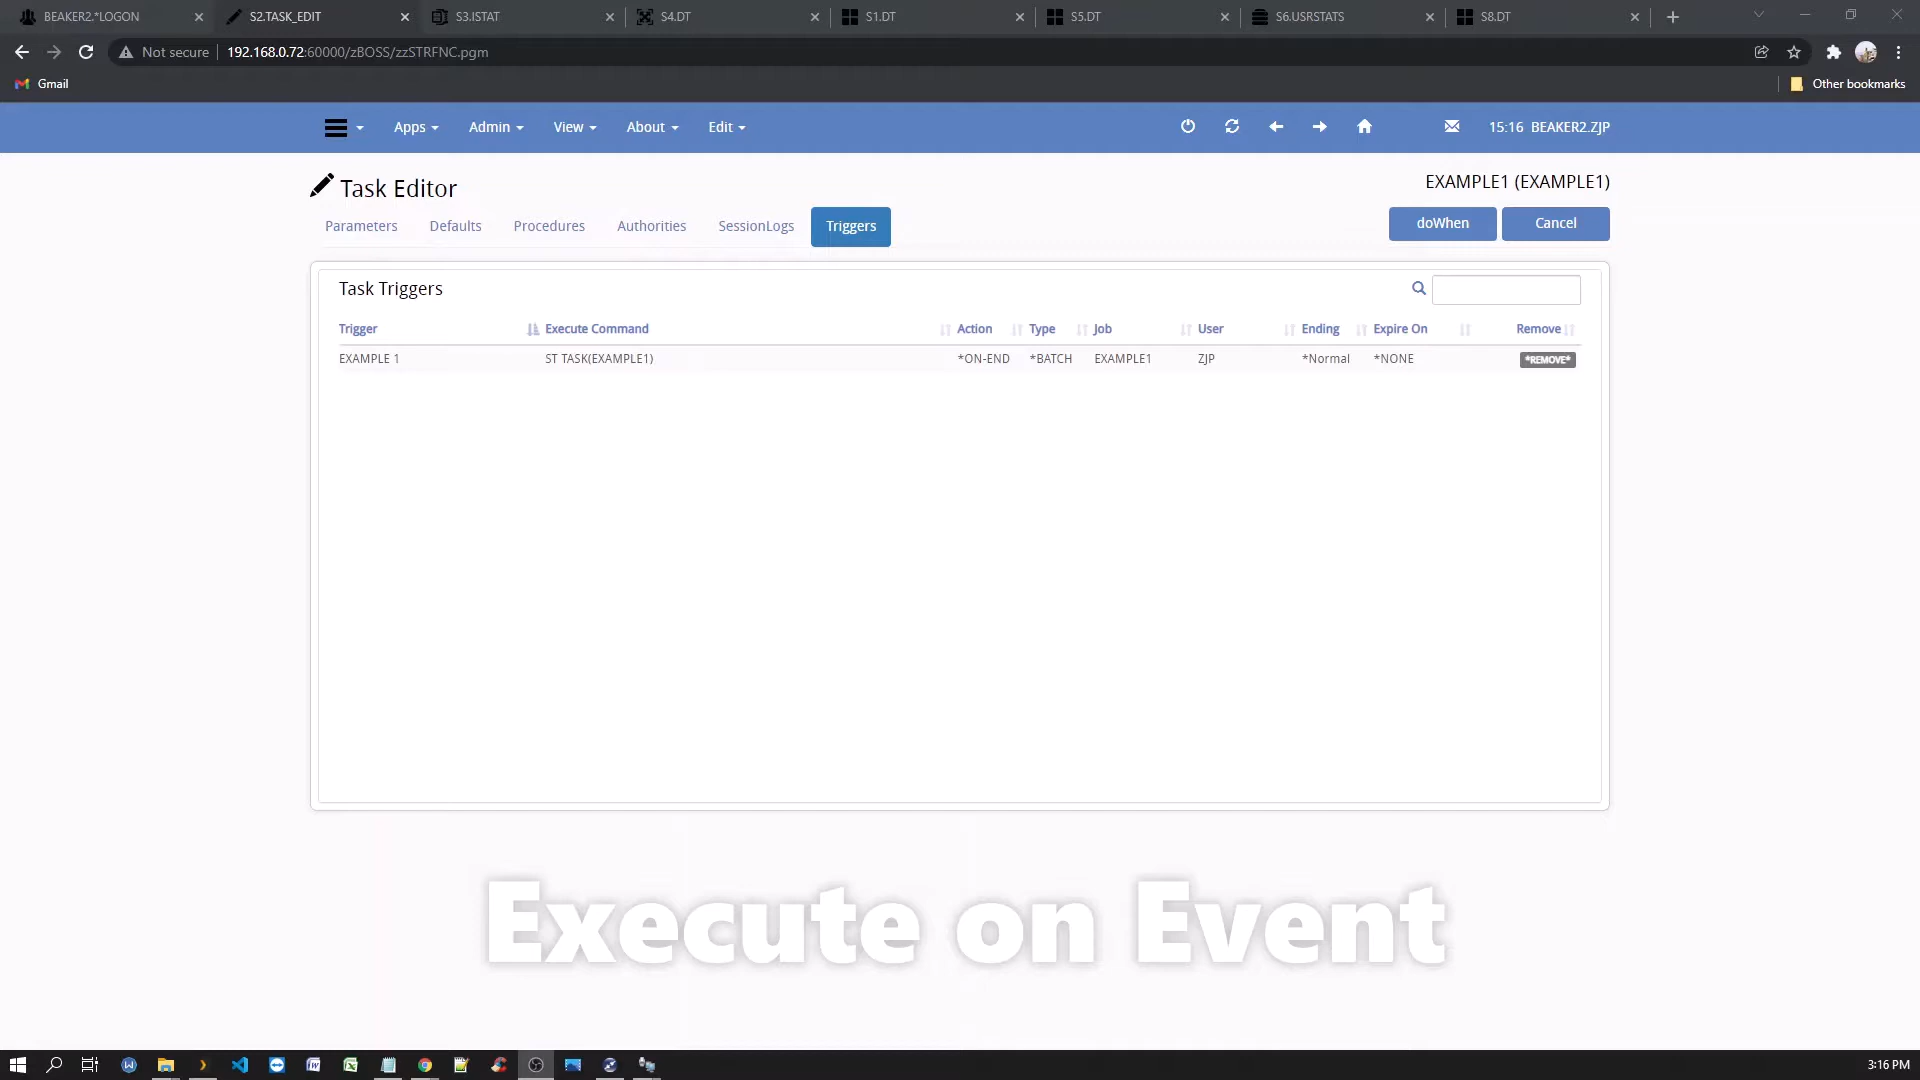 BEAKER2.*LOGON
S2.TASK_EDIT
S3.ISTAT
S4.DT
S1.DT
S5.DT
S6.USRSTATS
S8.DT
Not secure
192.168.0.72:60000/zBOSS/zzSTRFNC.pgm
Gmail
Other bookmarks
Apps
Admin
View
About
Edit
15:16 BEAKER2.ZJP
Task Editor
EXAMPLE1 (EXAMPLE1)
Parameters
Defaults
Procedures
Authorities
SessionLogs
Triggers
doWhen
Cancel
Task Triggers
Trigger Execute Command Action Type Job User Ending Expire On Remove
EXAMPLE 1 ST TASK(EXAMPLE1) *ON-END *BATCH EXAMPLE1 ZJP *Normal *NONE *REMOVE*
Execute on Event
3:16 PM